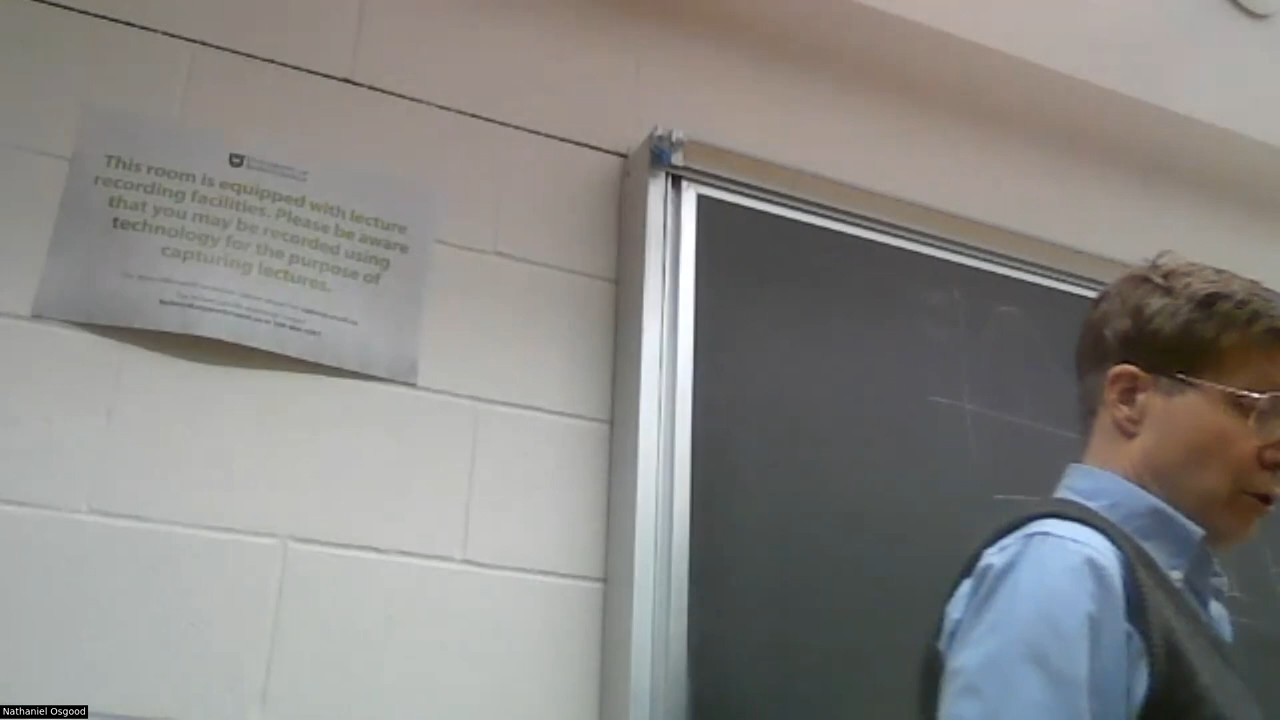 This room is equipped with lecture
recording facilities. Please be aware
that you may be recorded using
technology for the purpose of
capturing lectures.
Nathaniel Osgood